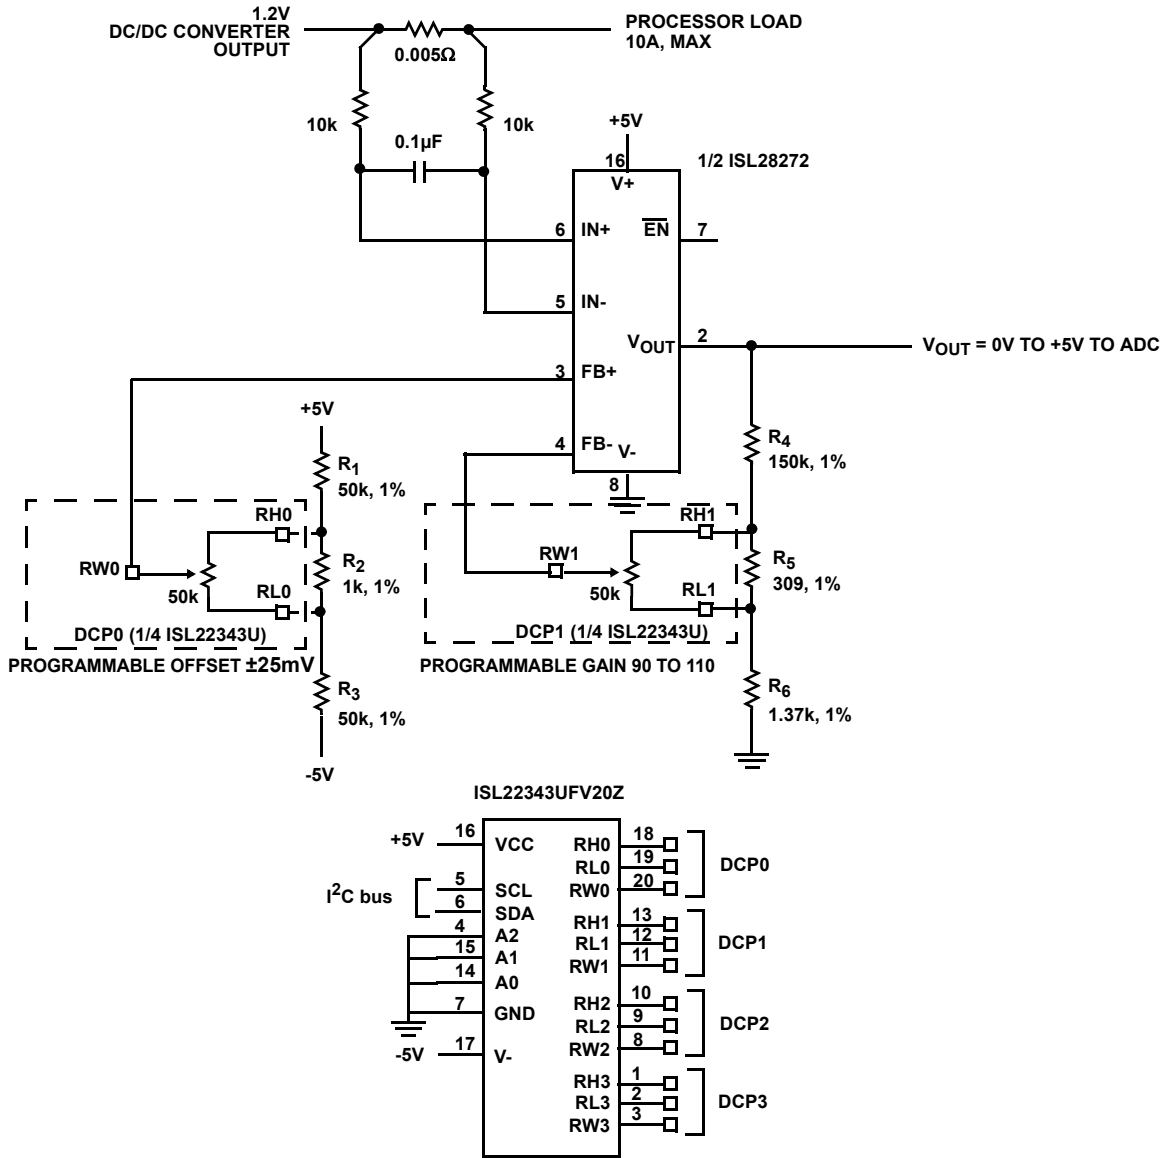 1.2V
DC/DC CONVERTER
OUTPUT
0.005Ω
PROCESSOR LOAD
10A, MAX
10k
10k
0.1µF
+5V
1/2 ISL28272
16
V+
6 IN+
EN 7
5 IN-
VOUT 2
VOUT = 0V TO +5V TO ADC
3 FB+
4 FB-
V-
8
+5V
R1
50k, 1%
RH0
RW0
R2
1k, 1%
50k
RL0
DCP0 (1/4 ISL22343U)
PROGRAMMABLE OFFSET ±25mV
R3
50k, 1%
-5V
R4
150k, 1%
RH1
RW1
R5
309, 1%
50k
RL1
DCP1 (1/4 ISL22343U)
PROGRAMMABLE GAIN 90 TO 110
R6
1.37k, 1%
ISL22343UFV20Z
+5V 16 VCC
I2C bus
5 SCL
6 SDA
4 A2
15 A1
14 A0
7 GND
-5V 17 V-
RH0 18
RL0 19
RW0 20
DCP0
RH1 13
RL1 12
RW1 11
DCP1
RH2 10
RL2 9
RW2 8
DCP2
RH3 1
RL3 2
RW3 3
DCP3